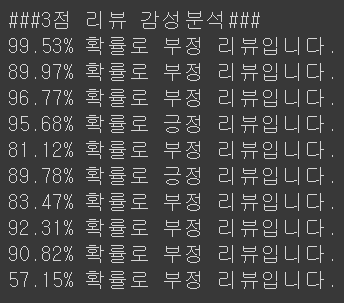 ###3점 리뷰 감성분석###
99.53% 확률로 부정 리뷰입니다.
89.97% 확률로 부정 리뷰입니다.
96.77% 확률로 부정 리뷰입니다.
95.68% 확률로 긍정 리뷰입니다.
81.12% 확률로 부정 리뷰입니다.
89.78% 확률로 긍정 리뷰입니다.
83.47% 확률로 부정 리뷰입니다.
92.31% 확률로 부정 리뷰입니다.
90.82% 확률로 부정 리뷰입니다.
57.15% 확률로 부정 리뷰입니다.